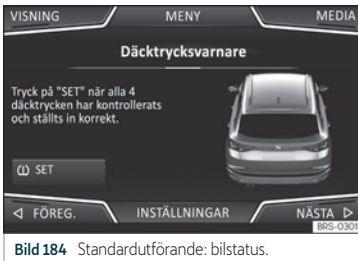 VISNING MENY MEDIA
Däcktrycksvarnare
Tryck på "SET" när alla 4
däcktrycken har kontrollerats
och ställts in korrekt.
SET
FÖREG. INSTÄLLNINGAR NÄSTA
BRS-0301
Bild 184 Standardutförande: bilstatus.